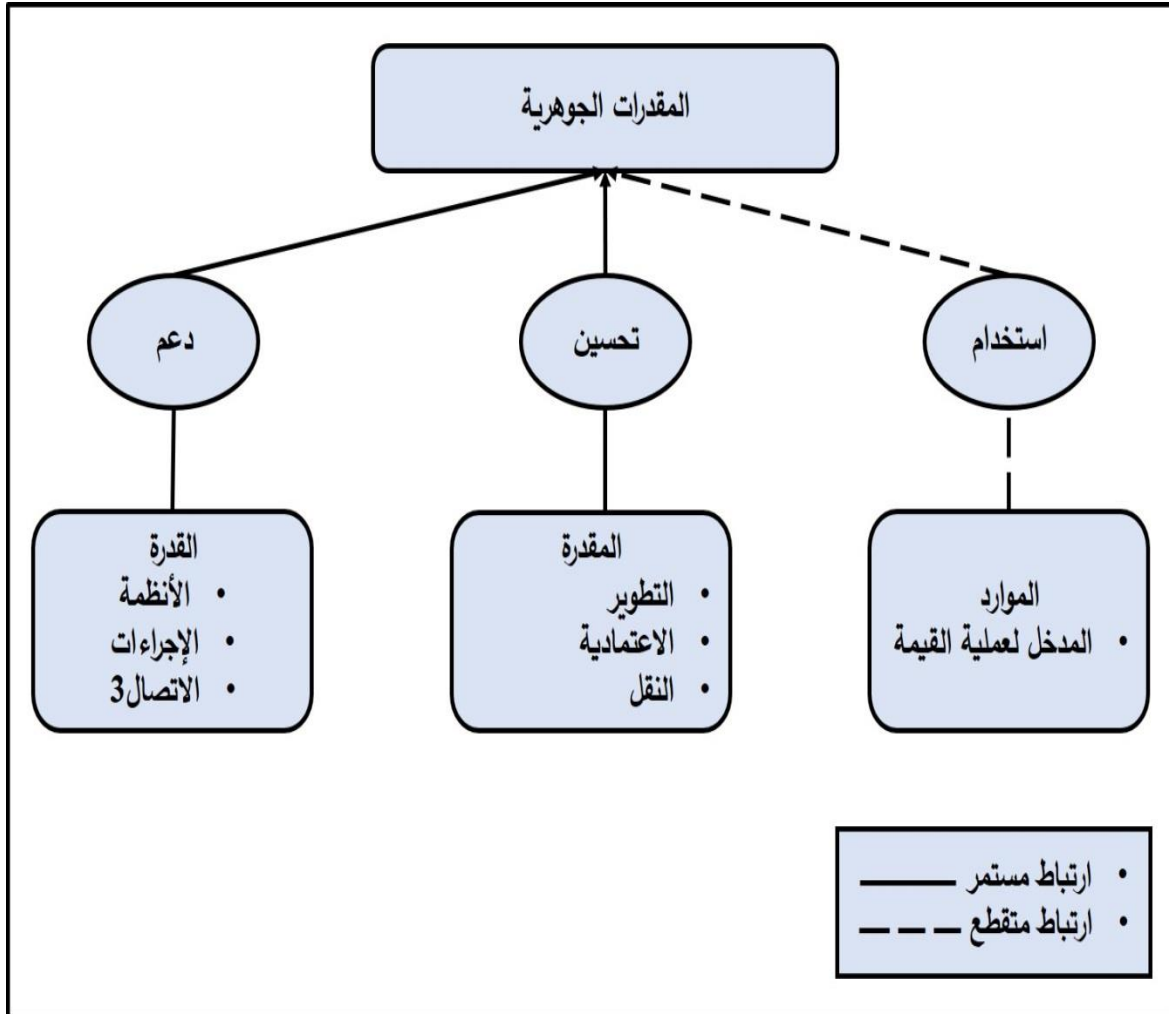 المقدرات الجوهرية
استخدام
تحسين
دعم
الموارد
• المدخل لعملية القيمة
المقدرة
• التطوير
• الاعتمادية
• النقل
القدرة
• الأنظمة
• الإجراءات
• الاتصال3
• ارتباط مستمر
• ارتباط متقطع